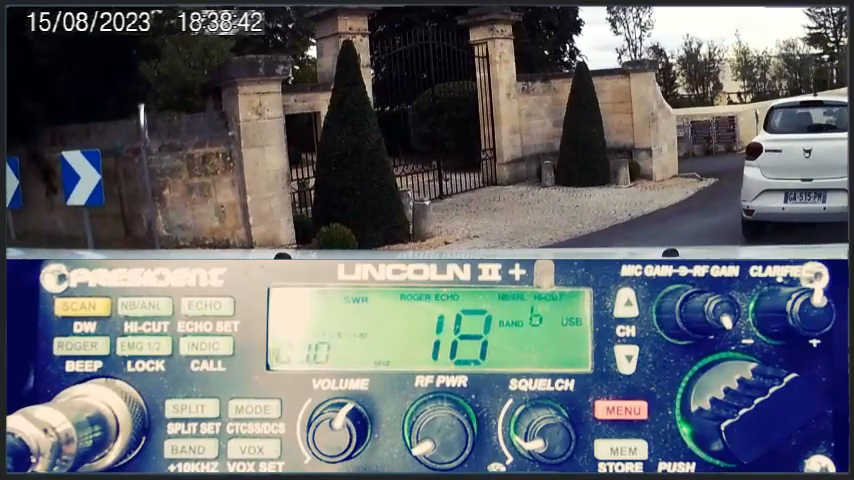 15/08/2023 18:38:42
GA-515-PM
PRESIDENT
LINCOLN II +
MIC GAIN RF GAIN CLARIFIER
SCAN NB/ANL ECHO
DW HI-CUT ECHO SET
ROGER EMG 1/2 INDIC
BEEP LOCK CALL
SWR ROGER ECHO NB/ANL HI-CUT
18 BAND b USB
CH
VOLUME RF PWR SQUELCH
SPLIT MODE
SPLIT SET CTCSS/DCS
BAND VOX
+10KHZ VOX SET
MENU
MEM
STORE PUSH